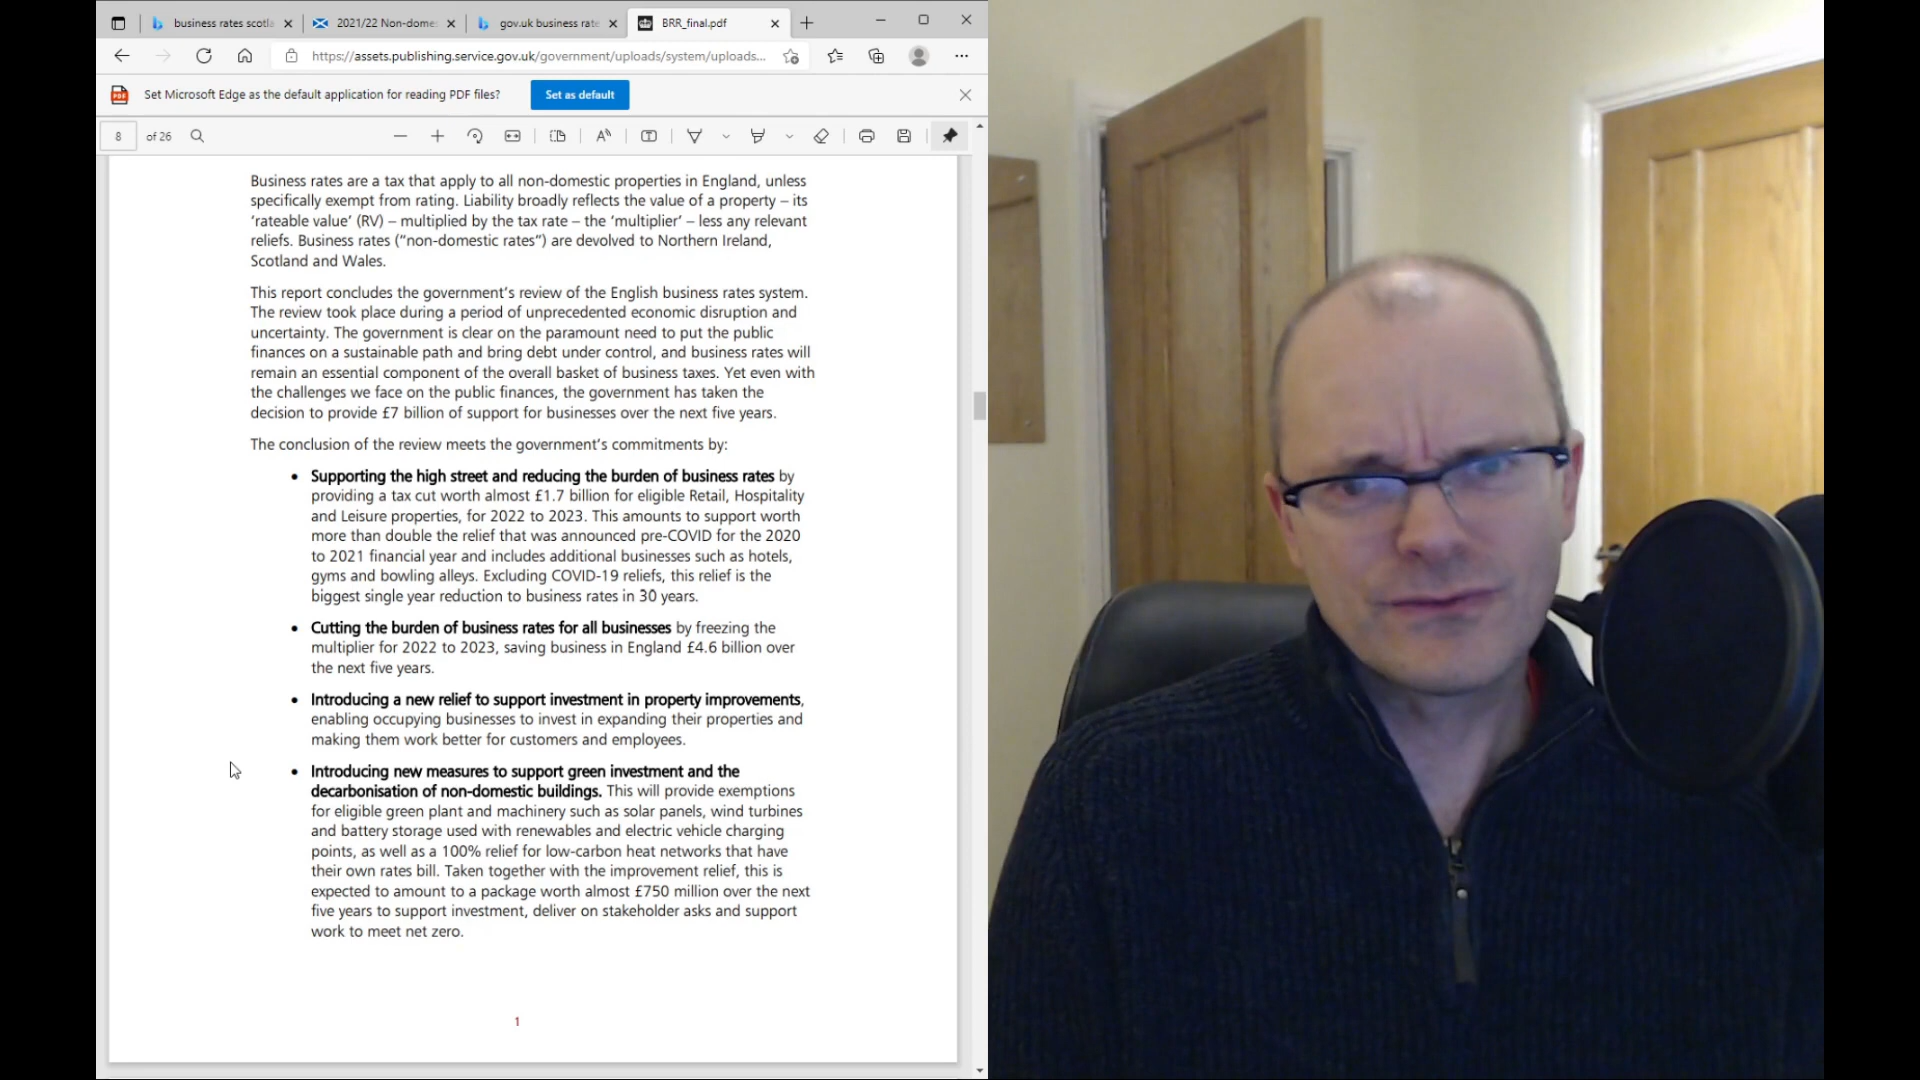 business rates scotla
2021/22 Non-domes
gov.uk business rate
BRR_final.pdf
https://assets.publishing.service.gov.uk/government/uploads/system/uploads...
PDF
Set Microsoft Edge as the default application for reading PDF files?
Set as default
8 of 26
Business rates are a tax that apply to all non-domestic properties in England, unless
specifically exempt from rating. Liability broadly reflects the value of a property – its
‘rateable value’ (RV) – multiplied by the tax rate – the ‘multiplier’ – less any relevant
reliefs. Business rates (“non-domestic rates”) are devolved to Northern Ireland,
Scotland and Wales.
This report concludes the government’s review of the English business rates system.
The review took place during a period of unprecedented economic disruption and
uncertainty. The government is clear on the paramount need to put the public
finances on a sustainable path and bring debt under control, and business rates will
remain an essential component of the overall basket of business taxes. Yet even with
the challenges we face on the public finances, the government has taken the
decision to provide £7 billion of support for businesses over the next five years.
The conclusion of the review meets the government’s commitments by:
• Supporting the high street and reducing the burden of business rates by
providing a tax cut worth almost £1.7 billion for eligible Retail, Hospitality
and Leisure properties, for 2022 to 2023. This amounts to support worth
more than double the relief that was announced pre-COVID for the 2020
to 2021 financial year and includes additional businesses such as hotels,
gyms and bowling alleys. Excluding COVID-19 reliefs, this relief is the
biggest single year reduction to business rates in 30 years.
• Cutting the burden of business rates for all businesses by freezing the
multiplier for 2022 to 2023, saving business in England £4.6 billion over
the next five years.
• Introducing a new relief to support investment in property improvements,
enabling occupying businesses to invest in expanding their properties and
making them work better for customers and employees.
• Introducing new measures to support green investment and the
decarbonisation of non-domestic buildings. This will provide exemptions
for eligible green plant and machinery such as solar panels, wind turbines
and battery storage used with renewables and electric vehicle charging
points, as well as a 100% relief for low-carbon heat networks that have
their own rates bill. Taken together with the improvement relief, this is
expected to amount to a package worth almost £750 million over the next
five years to support investment, deliver on stakeholder asks and support
work to meet net zero.
1